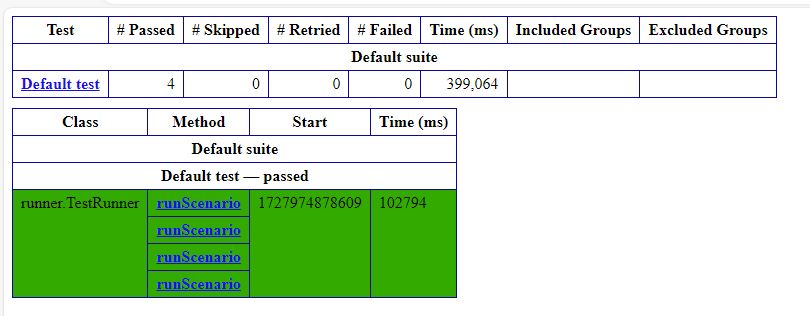 Test # Passed # Skipped # Retried # Failed Time (ms) Included Groups Excluded Groups
Default suite
Default test 4 0 0 0 399,064
Class Method Start Time (ms)
Default suite
Default test — passed
runner.TestRunner runScenario 1727974878609 102794
runScenario
runScenario
runScenario